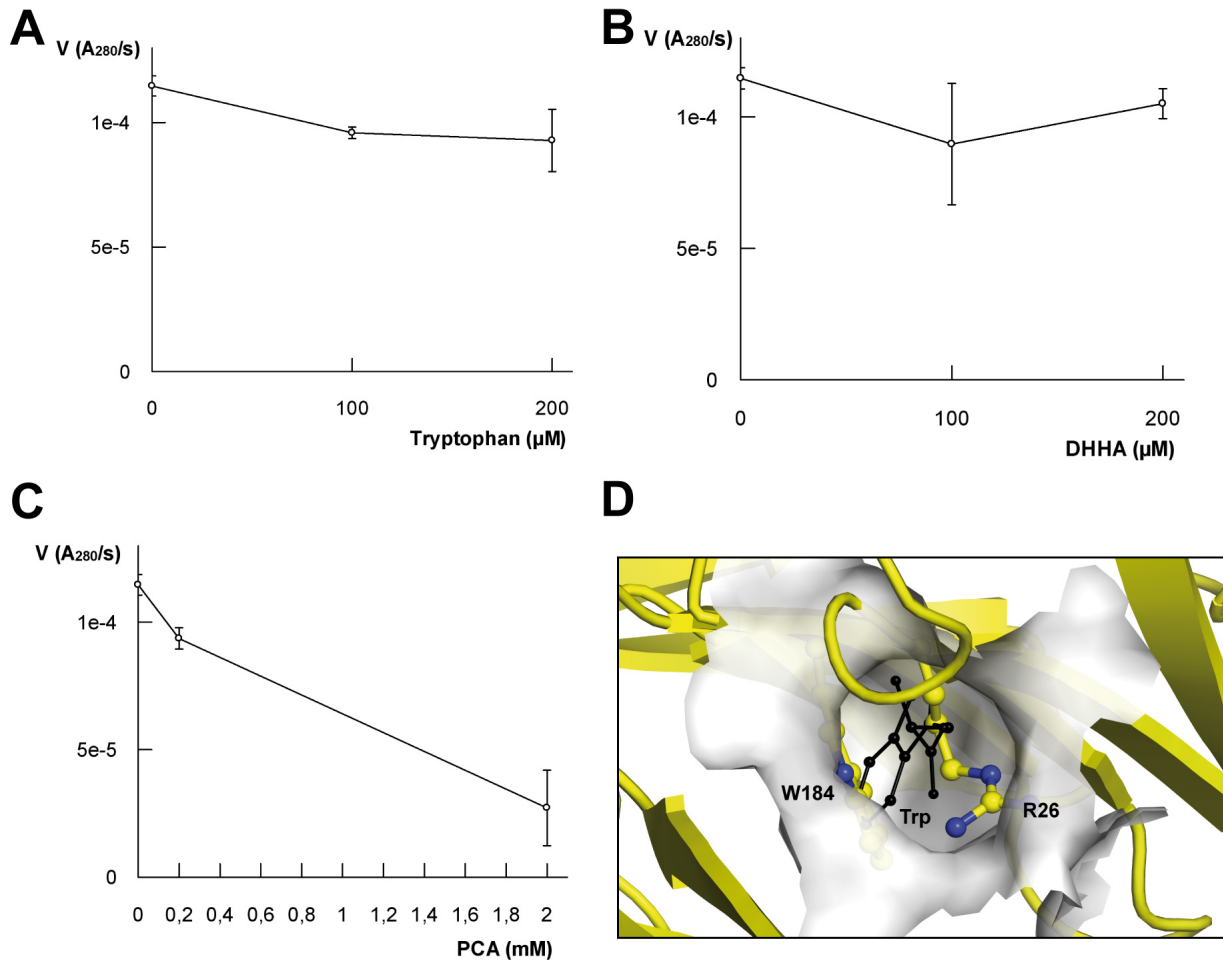 A
V (A280/s)
1e-4
5e-5
0
0 100 200
Tryptophan (µM)
B
V (A280/s)
1e-4
5e-5
0
0 100 200
DHHA (µM)
C
V (A280/s)
1e-4
5e-5
0
0 0,2 0,4 0,6 0,8 1 1,2 1,4 1,6 1,8 2
PCA (mM)
D
W184
Trp
R26